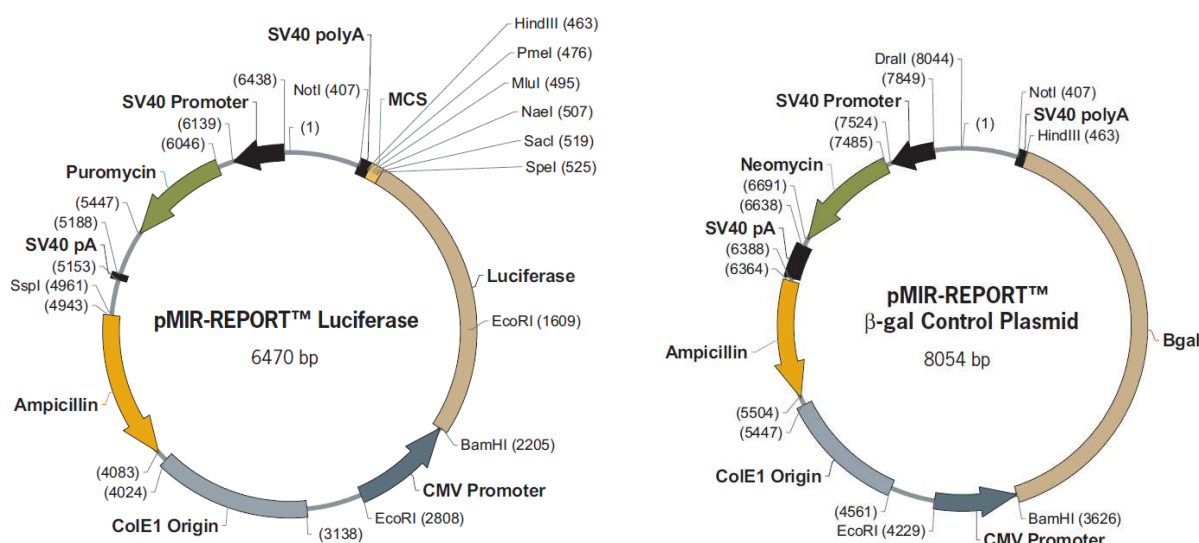 SV40 polyA
HindIII (463)
PmeI (476)
MluI (495)
NaeI (507)
SacI (519)
SpeI (525)
MCS
NotI (407)
(1)
(6438)
SV40 Promoter
(6139)
(6046)
Puromycin
(5447)
(5188)
SV40 pA
(5153)
SspI (4961)
(4943)
pMIR-REPORT™ Luciferase
6470 bp
Luciferase
EcoRI (1609)
Ampicillin
BamHI (2205)
(4083)
(4024)
CMV Promoter
EcoRI (2808)
ColE1 Origin
(3138)
DraII (8044)
(7849)
NotI (407)
SV40 Promoter
SV40 polyA
(1)
HindIII (463)
(7524)
(7485)
Neomycin
(6691)
(6638)
SV40 pA
(6388)
(6364)
pMIR-REPORT™
β-gal Control Plasmid
8054 bp
Bgal
Ampicillin
(5504)
(5447)
ColE1 Origin
(4561)
EcoRI (4229)
BamHI (3626)
CMV Promoter